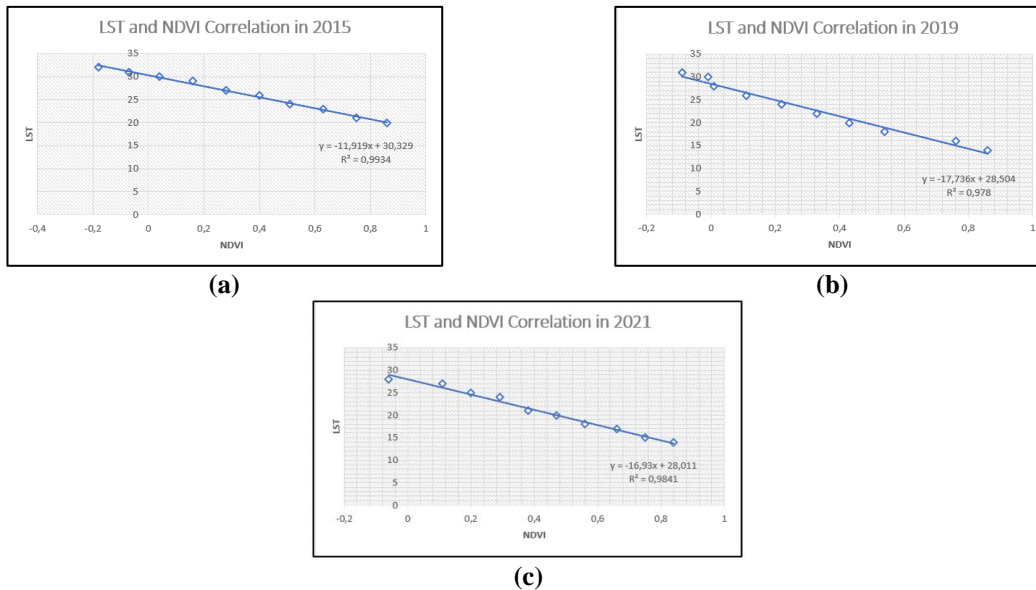 LST and NDVI Correlation in 2015
35
30
25
20
15
10
5
0
LST
y = -11,919x + 30,329
R² = 0,9934
-0,4
-0,2
0
0,2
0,4
0,6
0,8
1
NDVI
(a)
LST and NDVI Correlation in 2019
35
30
25
20
15
10
5
0
LST
y = -17,736x + 28,504
R² = 0,978
-0,2
0
0,2
0,4
0,6
0,8
1
NDVI
(b)
LST and NDVI Correlation in 2021
35
30
25
20
15
10
5
0
LST
y = -16,93x + 28,011
R² = 0,9841
-0,2
0
0,2
0,4
0,6
0,8
1
NDVI
(c)